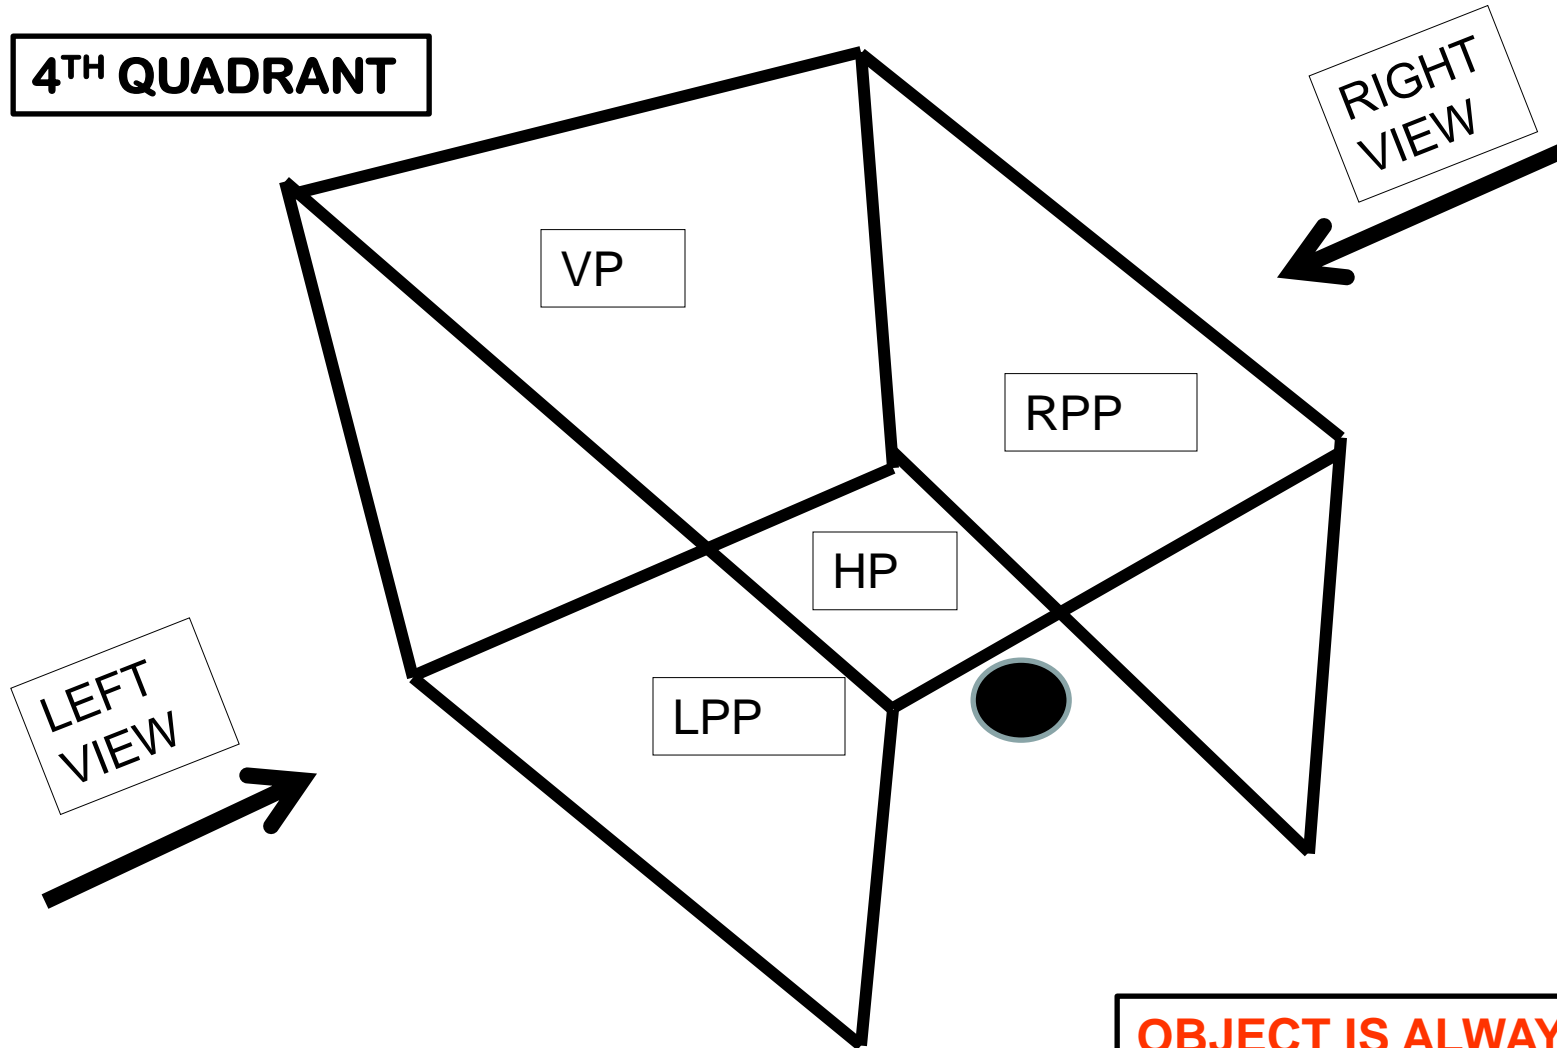 4TH QUADRANT
RIGHT
VIEW
VP
RPP
HP
LEFT
VIEW
LPP
OBJECT IS ALWAY